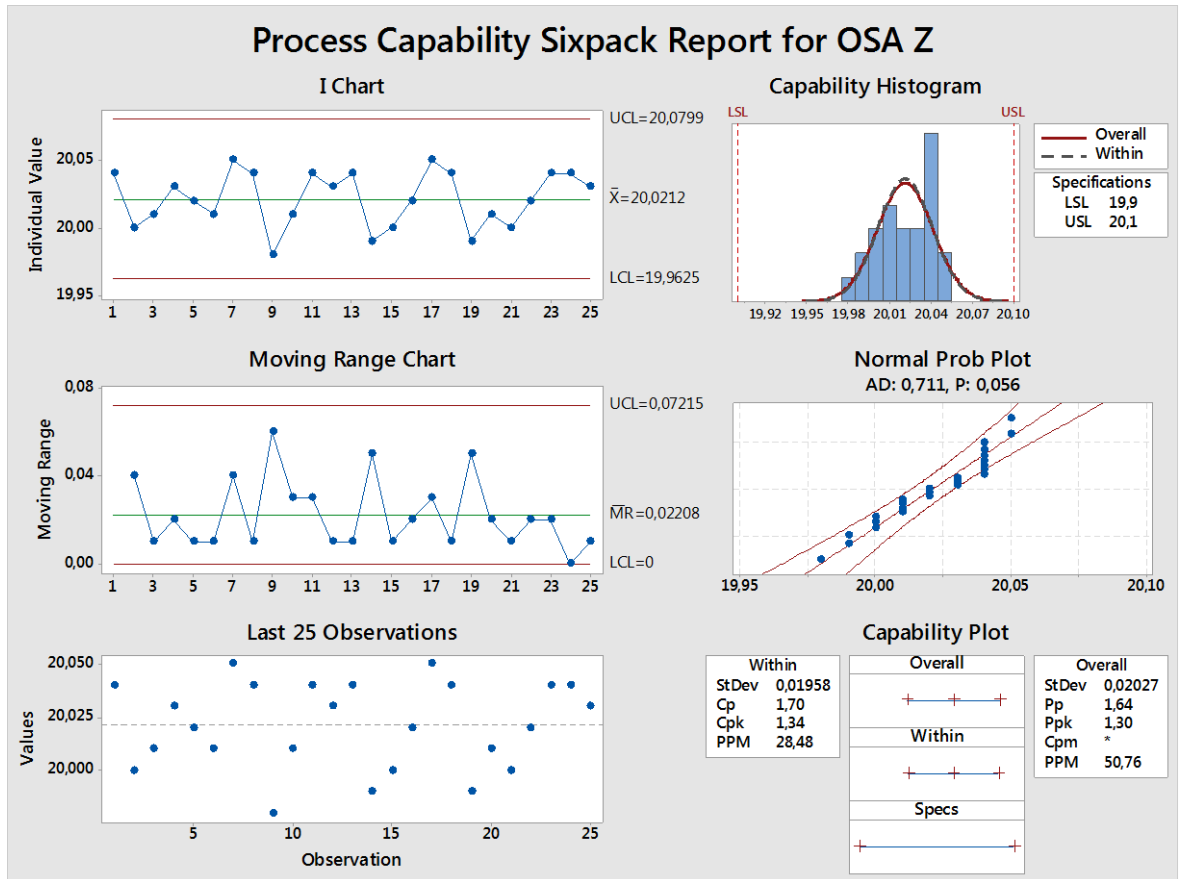 Process Capability Sixpack Report for OSA Z
I Chart
Individual Value
20,05
20,00
19,95
UCL=20,0799
X̄=20,0212
LCL=19,9625
1 3 5 7 9 11 13 15 17 19 21 23 25
Capability Histogram
LSL USL
Overall
Within
Specifications
LSL 19,9
USL 20,1
19,92 19,95 19,98 20,01 20,04 20,07 20,10
Moving Range Chart
Moving Range
0,08
0,04
0,00
UCL=0,07215
M̅R̅=0,02208
LCL=0
1 3 5 7 9 11 13 15 17 19 21 23 25
Normal Prob Plot
AD: 0,711, P: 0,056
19,95 20,00 20,05 20,10
Last 25 Observations
Values
20,050
20,025
20,000
5 10 15 20 25
Observation
Capability Plot
Within
StDev 0,01958
Cp 1,70
Cpk 1,34
PPM 28,48
Overall
Within
Specs
Overall
StDev 0,02027
Pp 1,64
Ppk 1,30
Cpm *
PPM 50,76